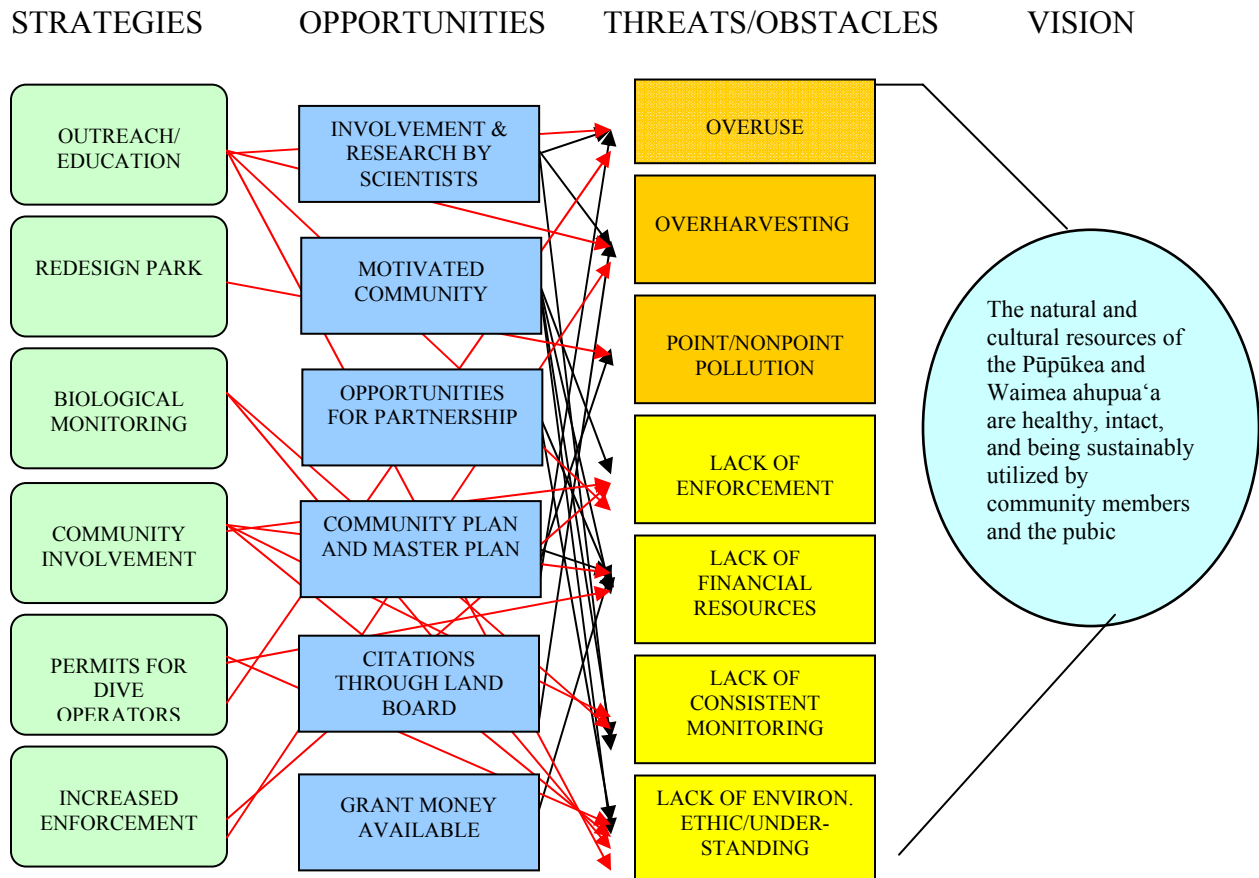 STRATEGIES OPPORTUNITIES THREATS/OBSTACLES VISION
OUTREACH/
EDUCATION
REDESIGN PARK
BIOLOGICAL
MONITORING
COMMUNITY
INVOLVEMENT
PERMITS FOR
DIVE
OPERATORS
INCREASED
ENFORCEMENT
INVOLVEMENT &
RESEARCH BY
SCIENTISTS
MOTIVATED
COMMUNITY
OPPORTUNITIES
FOR PARTNERSHIP
COMMUNITY PLAN
AND MASTER PLAN
CITATIONS
THROUGH LAND
BOARD
GRANT MONEY
AVAILABLE
OVERUSE
OVERHARVESTING
POINT/NONPOINT
POLLUTION
LACK OF
ENFORCEMENT
LACK OF
FINANCIAL
RESOURCES
LACK OF
CONSISTENT
MONITORING
LACK OF ENVIRON.
ETHIC/UNDER-
STANDING
The natural and
cultural resources of
the Pūpūkea and
Waimea ahupua‘a
are healthy, intact,
and being sustainably
utilized by
community members
and the pubic